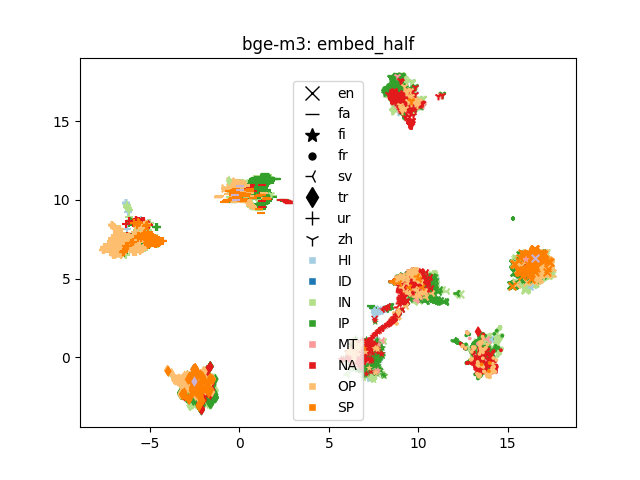 bge-m3: embed_half
en
fa
fi
fr
sv
tr
ur
zh
HI
ID
IN
IP
MT
NA
OP
SP
15
10
5
0
−5
0
5
10
15